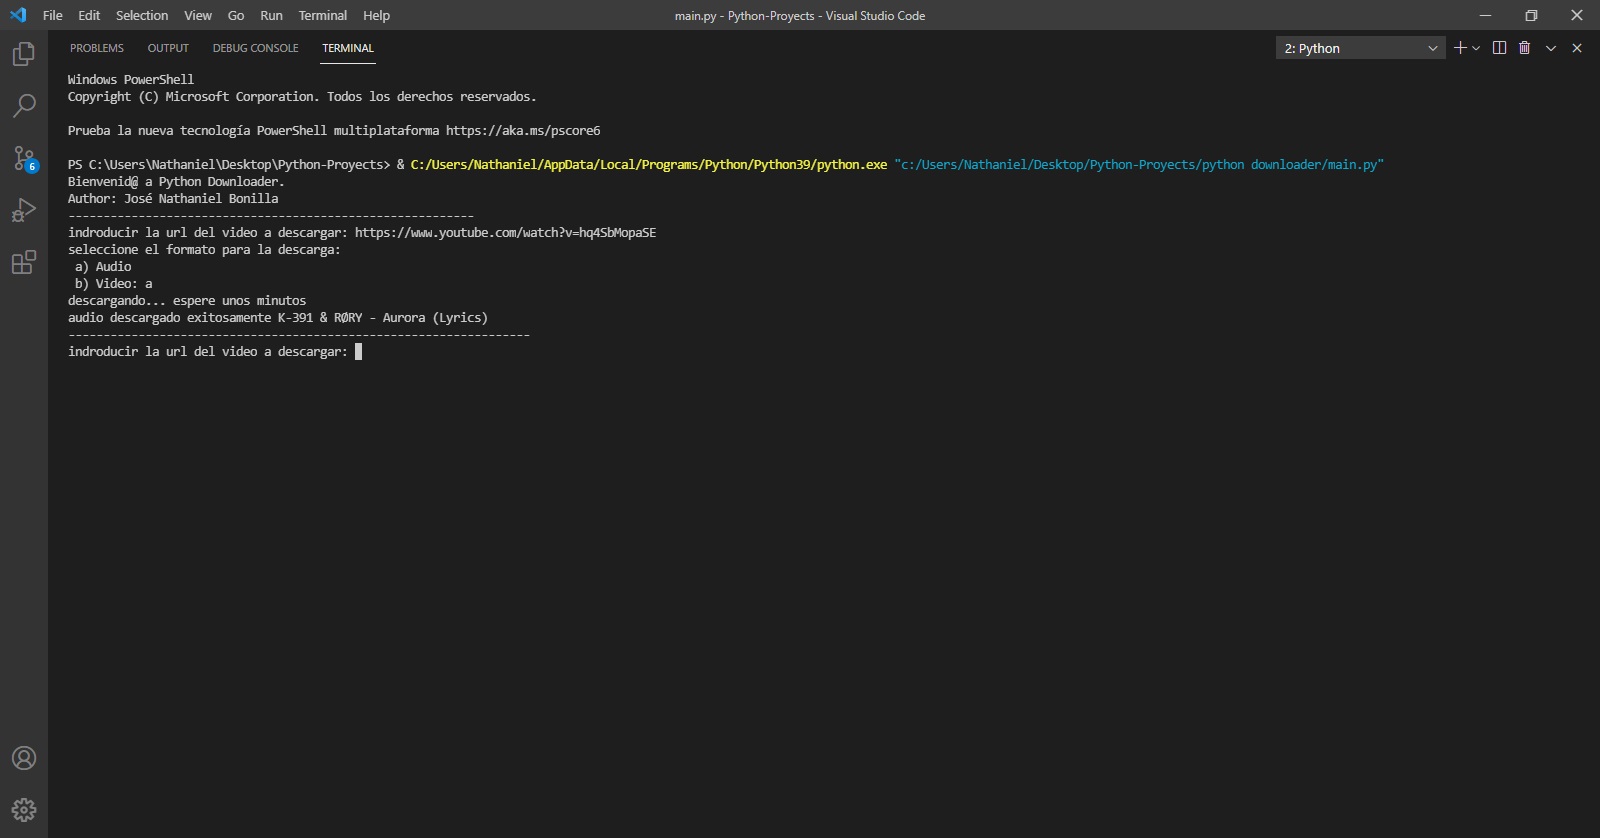 File Edit Selection View Go Run Terminal Help main.py - Python-Proyects - Visual Studio Code
PROBLEMS OUTPUT DEBUG CONSOLE TERMINAL 2: Python
Windows PowerShell
Copyright (C) Microsoft Corporation. Todos los derechos reservados.
Prueba la nueva tecnología PowerShell multiplataforma https://aka.ms/pscore6
PS C:\Users\Nathaniel\Desktop\Python-Proyects> & C:/Users/Nathaniel/AppData/Local/Programs/Python/Python39/python.exe "c:/Users/Nathaniel/Desktop/Python-Proyects/python downloader/main.py"
6
Bienvenid@ a Python Downloader.
Author: José Nathaniel Bonilla
----------------------------------------------------------
indroducir la url del video a descargar: https://www.youtube.com/watch?v=hq4SbMopaSE
seleccione el formato para la descarga:
a) Audio
b) Video: a
descargando... espere unos minutos
audio descargado exitosamente K-391 & RØRY - Aurora (Lyrics)
------------------------------------------------------------------
indroducir la url del video a descargar: